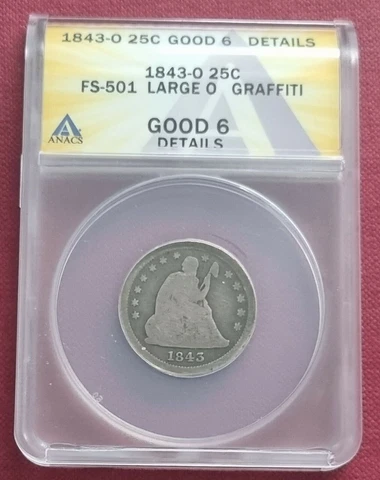 1843-O 25C GOOD 6 DETAILS
1843-O 25C
FS-501 LARGE O GRAFFITI
ANACS
GOOD 6
DETAILS
1843